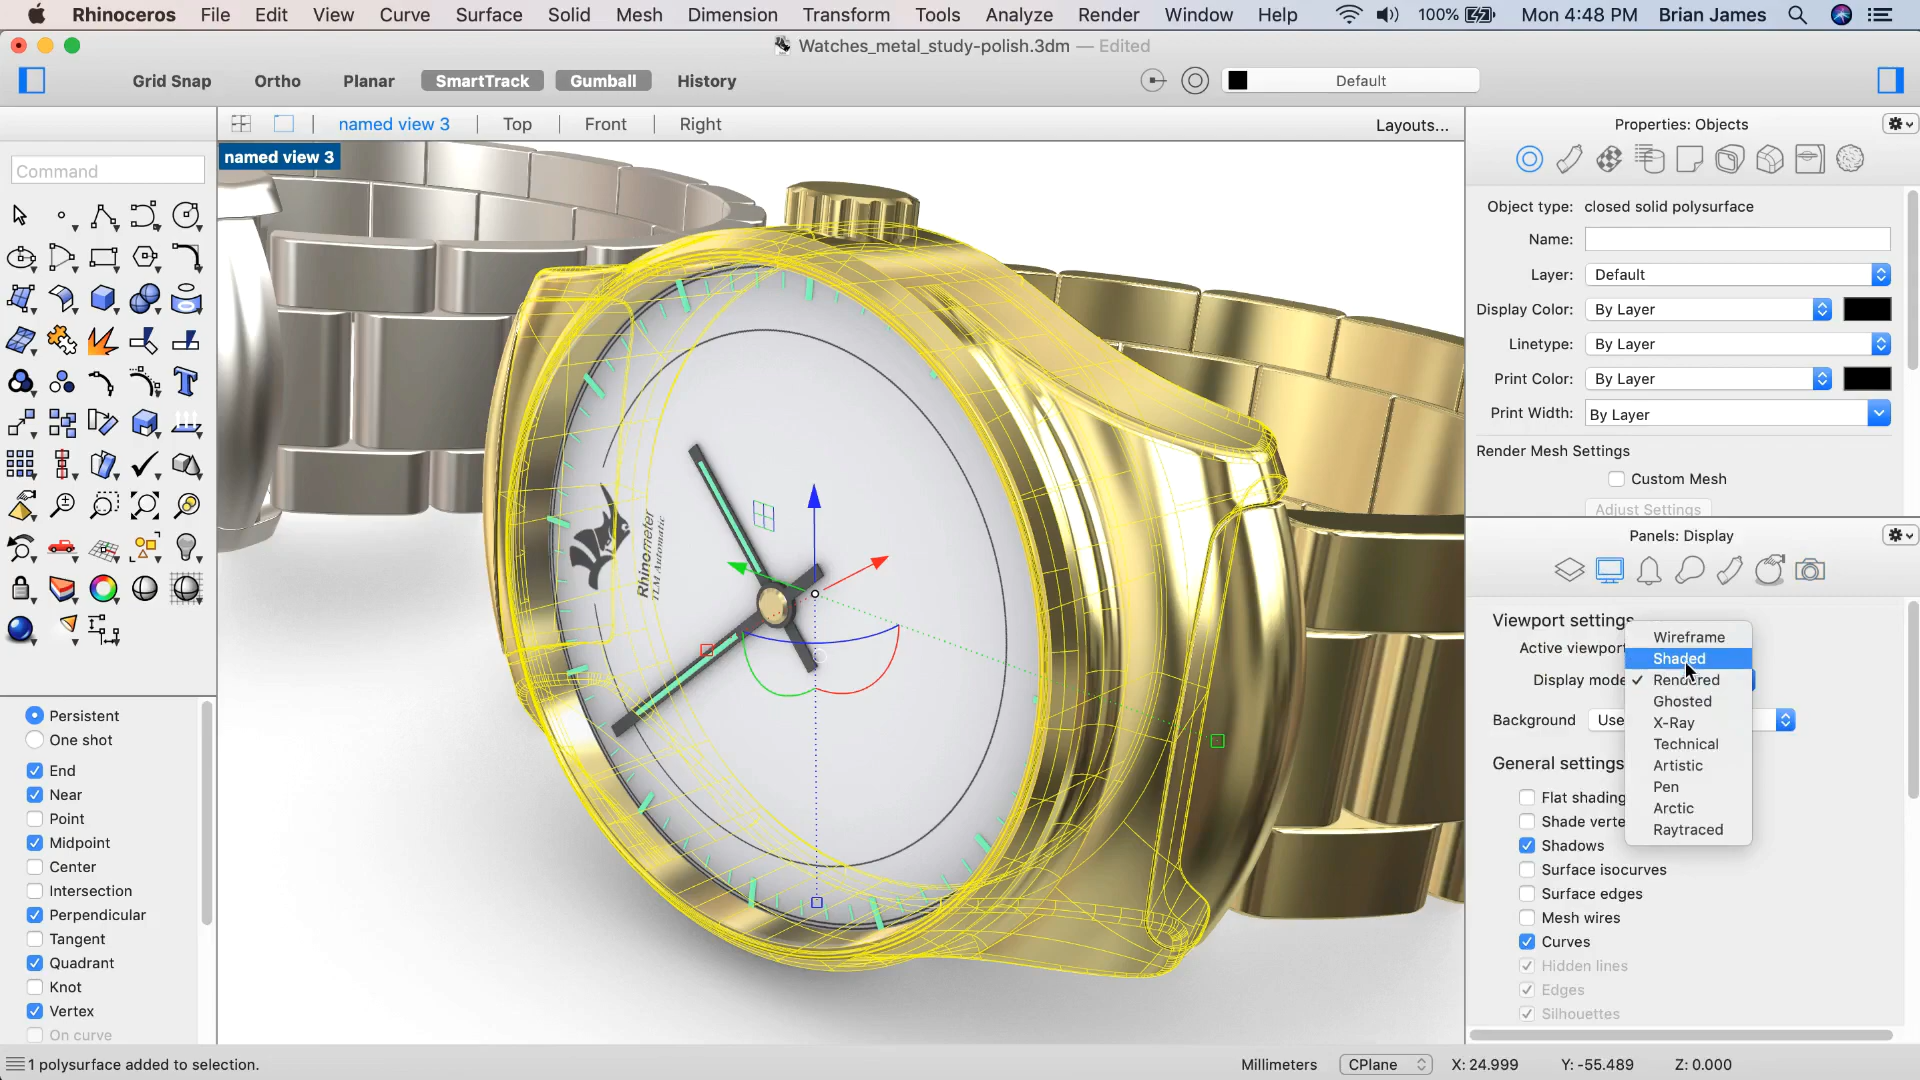 Rhinoceros File Edit View Curve Surface Solid Mesh Dimension Transform Tools Analyze Render Window Help 100% Mon 4:48 PM Brian James
Watches_metal_study-polish.3dm — Edited
Grid Snap Ortho Planar SmartTrack Gumball History Default
named view 3 Top Front Right Layouts...
named view 3
Command
Rhinometer
TLM Automatic
Persistent
One shot
End
Near
Point
Midpoint
Center
Intersection
Perpendicular
Tangent
Quadrant
Knot
Vertex
On curve
Properties: Objects
Object type: closed solid polysurface
Name:
Layer: Default
Display Color: By Layer
Linetype: By Layer
Print Color: By Layer
Print Width: By Layer
Render Mesh Settings
Custom Mesh
Adjust Settings
Panels: Display
Viewport settings
Active viewport
Display mode
Background Use
Wireframe
Shaded
Rendered
Ghosted
X-Ray
Technical
Artistic
Pen
Arctic
Raytraced
General settings
Flat shading
Shade verte
Shadows
Surface isocurves
Surface edges
Mesh wires
Curves
Hidden lines
Edges
Silhouettes
1 polysurface added to selection. Millimeters CPlane X: 24.999 Y: -55.489 Z: 0.000